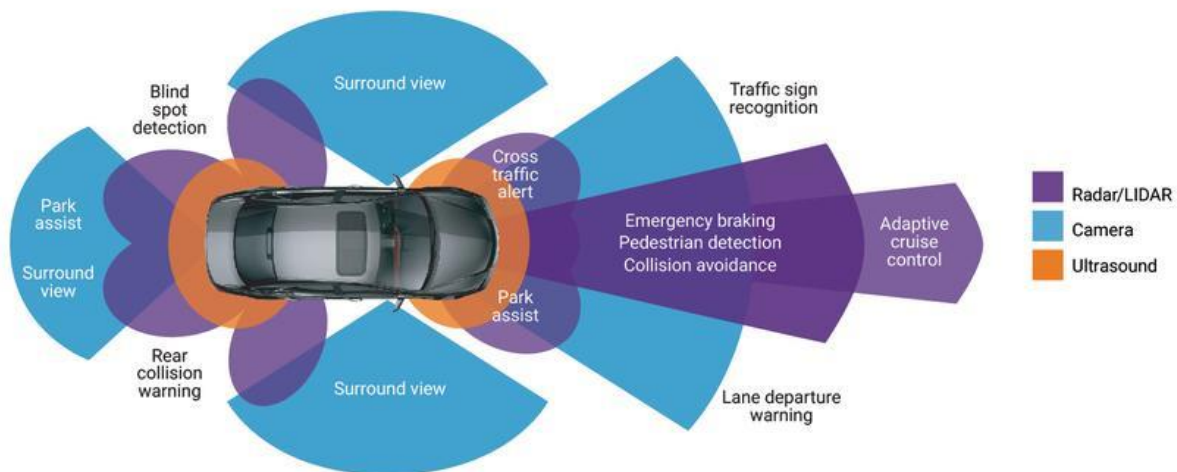 Blind
spot
detection
Surround view
Traffic sign
recognition
Cross
traffic
alert
Park
assist
Surround
view
Emergency braking
Pedestrian detection
Collision avoidance
Adaptive
cruise
control
Radar/LIDAR
Camera
Ultrasound
Park
assist
Rear
collision
warning
Surround view
Lane departure
warning